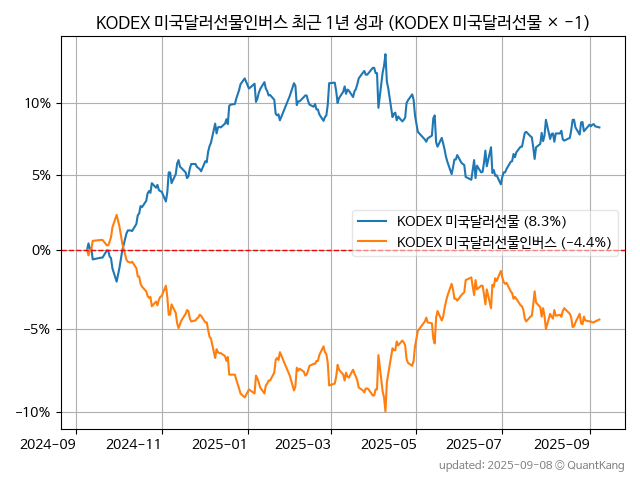 KODEX 미국달러선물인버스 최근 1년 성과 (KODEX 미국달러선물 × −1)
10%
5%
0%
−5%
−10%
KODEX 미국달러선물 (8.3%)
KODEX 미국달러선물인버스 (−4.4%)
2024-09 2024-11 2025-01 2025-03 2025-05 2025-07 2025-09
updated: 2025-09-08 © QuantKang